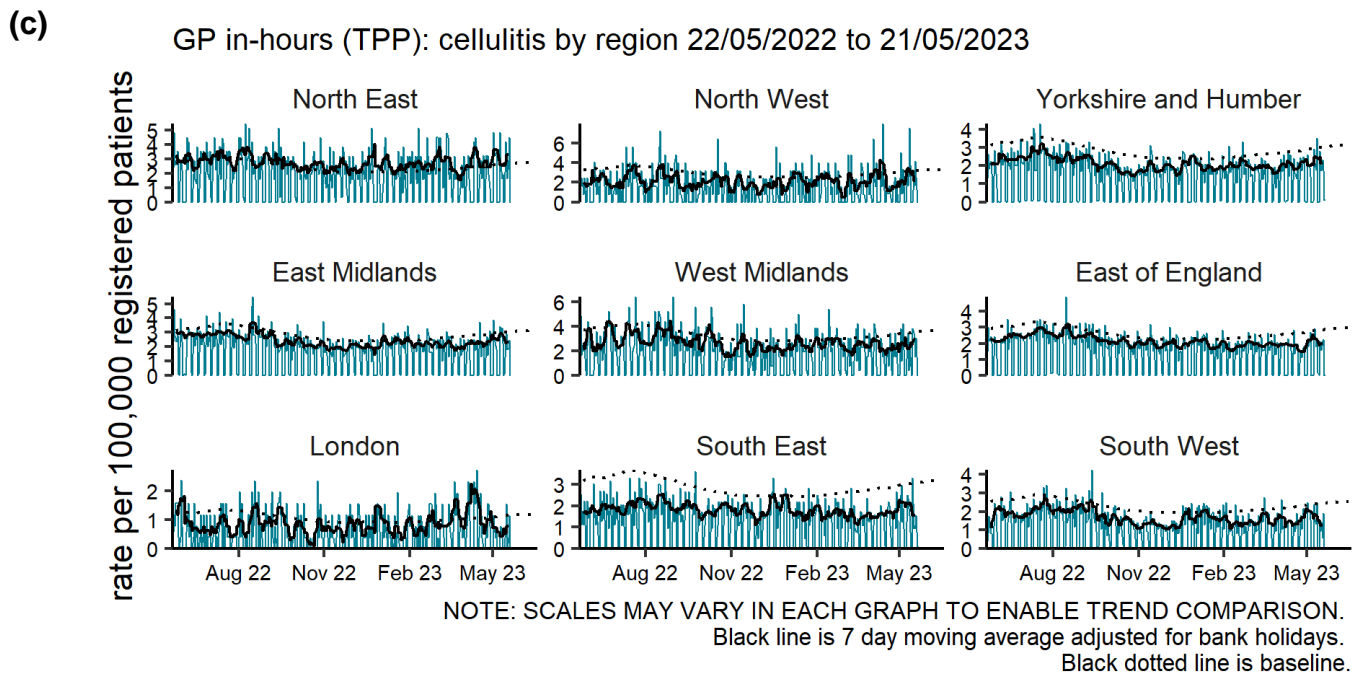 (c)
GP in-hours (TPP): cellulitis by region 22/05/2022 to 21/05/2023
rate per 100,000 registered patients
North East
5
4
3
2
1
0
North West
6
4
2
0
Yorkshire and Humber
4
3
2
1
0
East Midlands
5
4
3
2
1
0
West Midlands
6
4
2
0
East of England
4
3
2
1
0
London
2
1
0
Aug 22 Nov 22 Feb 23 May 23
South East
3
2
1
0
Aug 22 Nov 22 Feb 23 May 23
South West
4
3
2
1
0
Aug 22 Nov 22 Feb 23 May 23
NOTE: SCALES MAY VARY IN EACH GRAPH TO ENABLE TREND COMPARISON.
Black line is 7 day moving average adjusted for bank holidays.
Black dotted line is baseline.